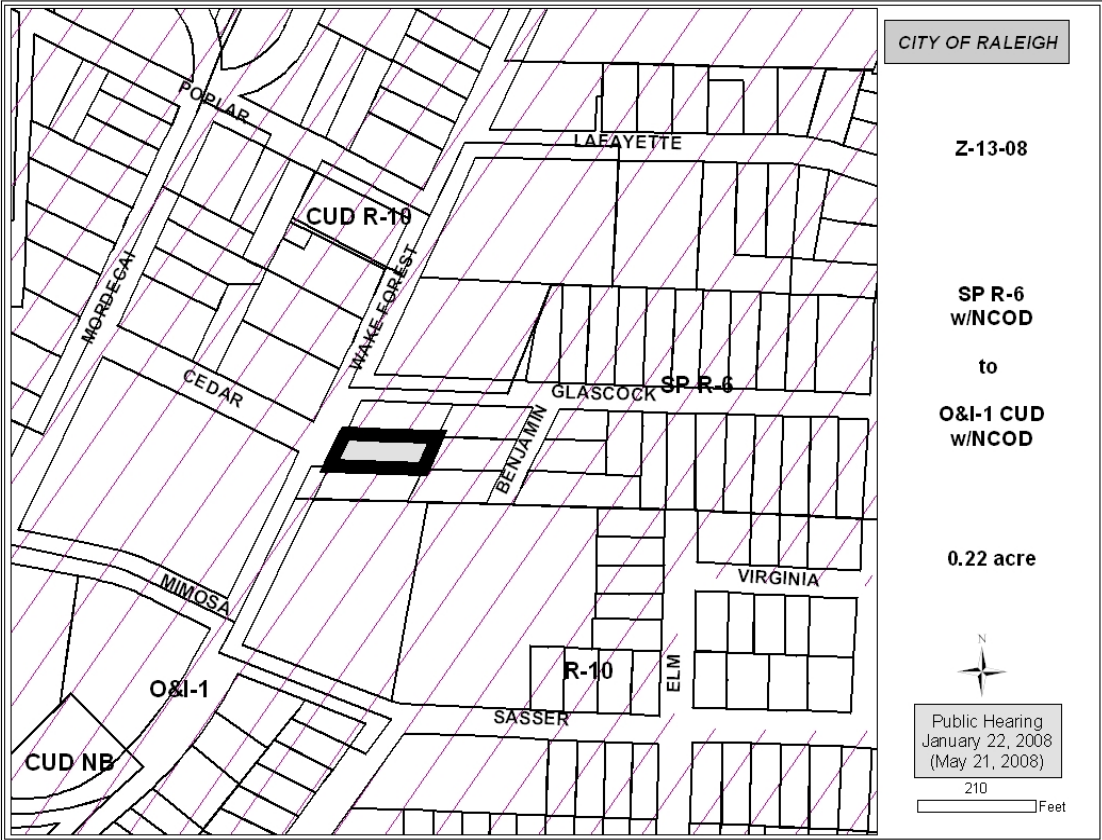 CITY OF RALEIGH
Z-13-08
SP R-6
w/NCOD
to
O&I-1 CUD
w/NCOD
0.22 acre
N
Public Hearing
January 22, 2008
(May 21, 2008)
210
Feet
POPLAR
LAFAYETTE
CUD R-10
MORDECAI
WAKE FOREST
CEDAR
GLASCOCK
SP R-6
BENJAMIN
MIMOSA
VIRGINIA
O&I-1
R-10
ELM
SASSER
CUD NB